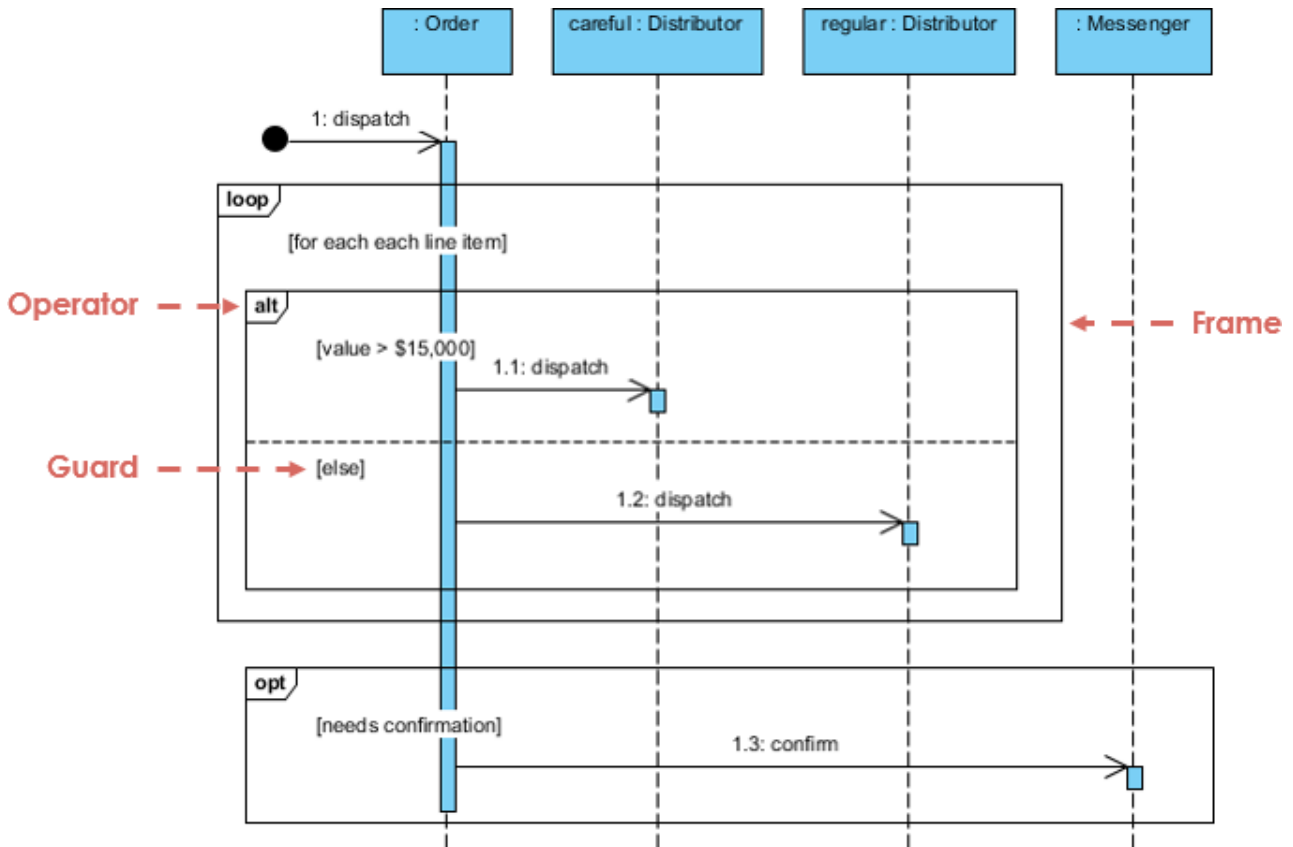 : Order
careful : Distributor
regular : Distributor
: Messenger
1: dispatch
loop
[for each each line item]
Operator
alt
Frame
[value > $15,000]
1.1: dispatch
Guard
[else]
1.2: dispatch
opt
[needs confirmation]
1.3: confirm